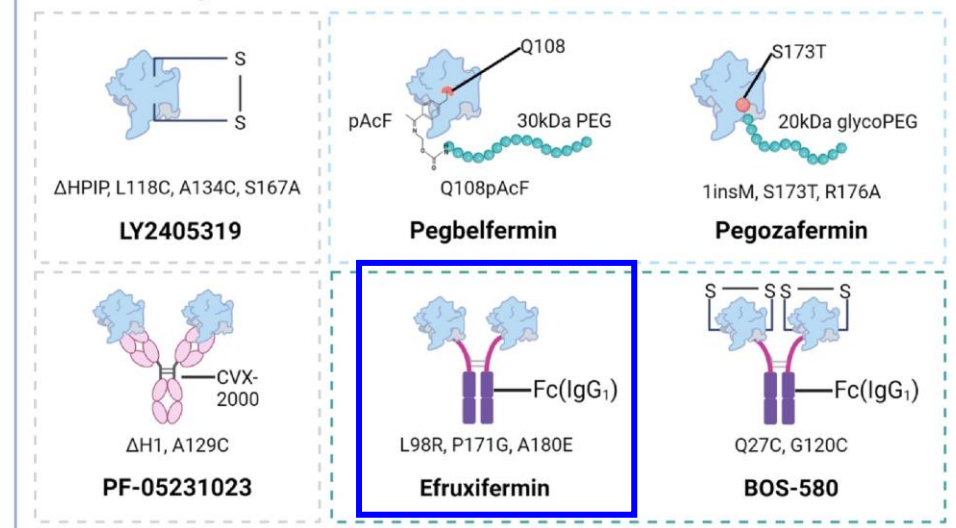 S
S
ΔHPIP, L118C, A134C, S167A
LY2405319
Q108
pAcF
30kDa PEG
Q108pAcF
Pegbelfermin
S173T
20kDa glycoPEG
1insM, S173T, R176A
Pegozafermin
CVX-
2000
ΔH1, A129C
PF-05231023
Fc(IgG₁)
L98R, P171G, A180E
Efruxifermin
S S S S
Fc(IgG₁)
Q27C, G120C
BOS-580